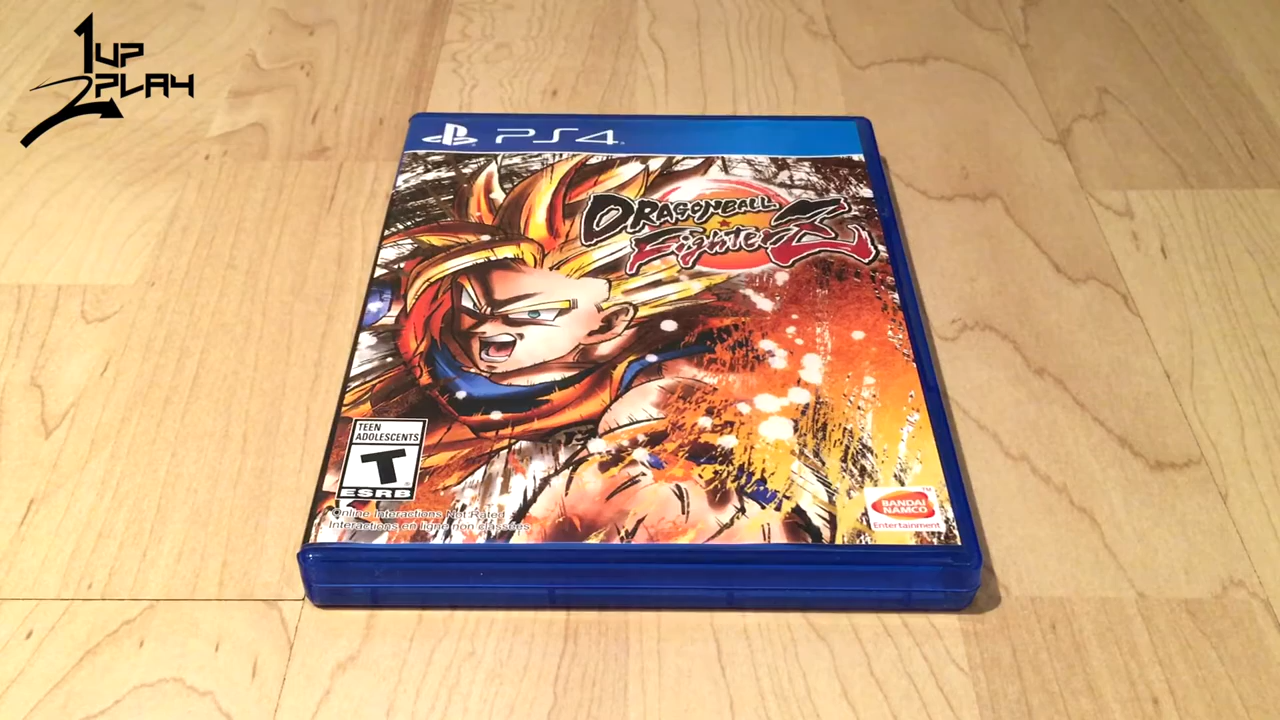 1UP
2PLAY
PS4
DRAGONBALL
FighterZ
TEEN
ADOLESCENTS
T
ESRB
Online Interactions Not Rated
Interactions en ligne non classées
BANDAI
NAMCO
Entertainment